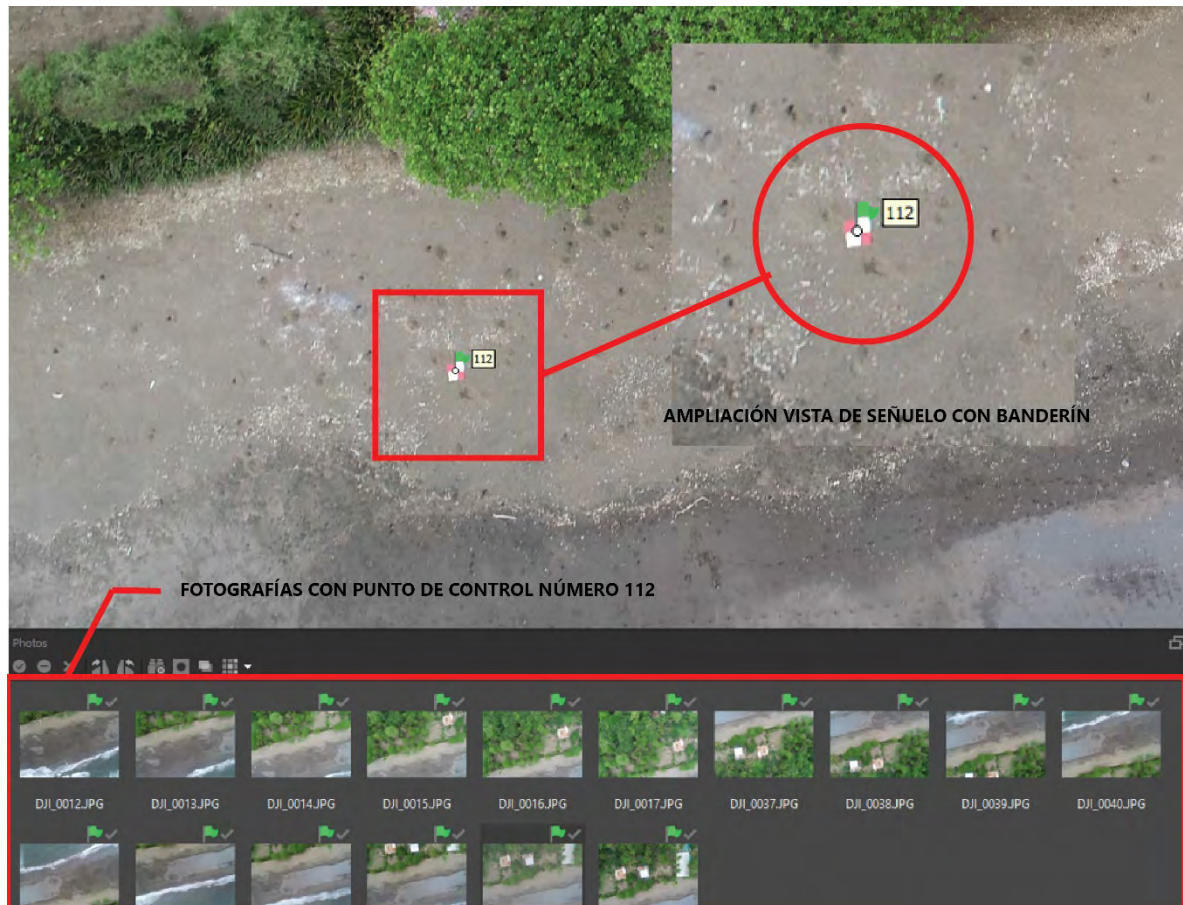 112
112
AMPLIACIÓN VISTA DE SEÑUELO CON BANDERÍN
FOTOGRAFÍAS CON PUNTO DE CONTROL NÚMERO 112
Photos
DJI_0012.JPG
DJI_0013.JPG
DJI_0014.JPG
DJI_0015.JPG
DJI_0016.JPG
DJI_0017.JPG
DJI_0037.JPG
DJI_0038.JPG
DJI_0039.JPG
DJI_0040.JPG